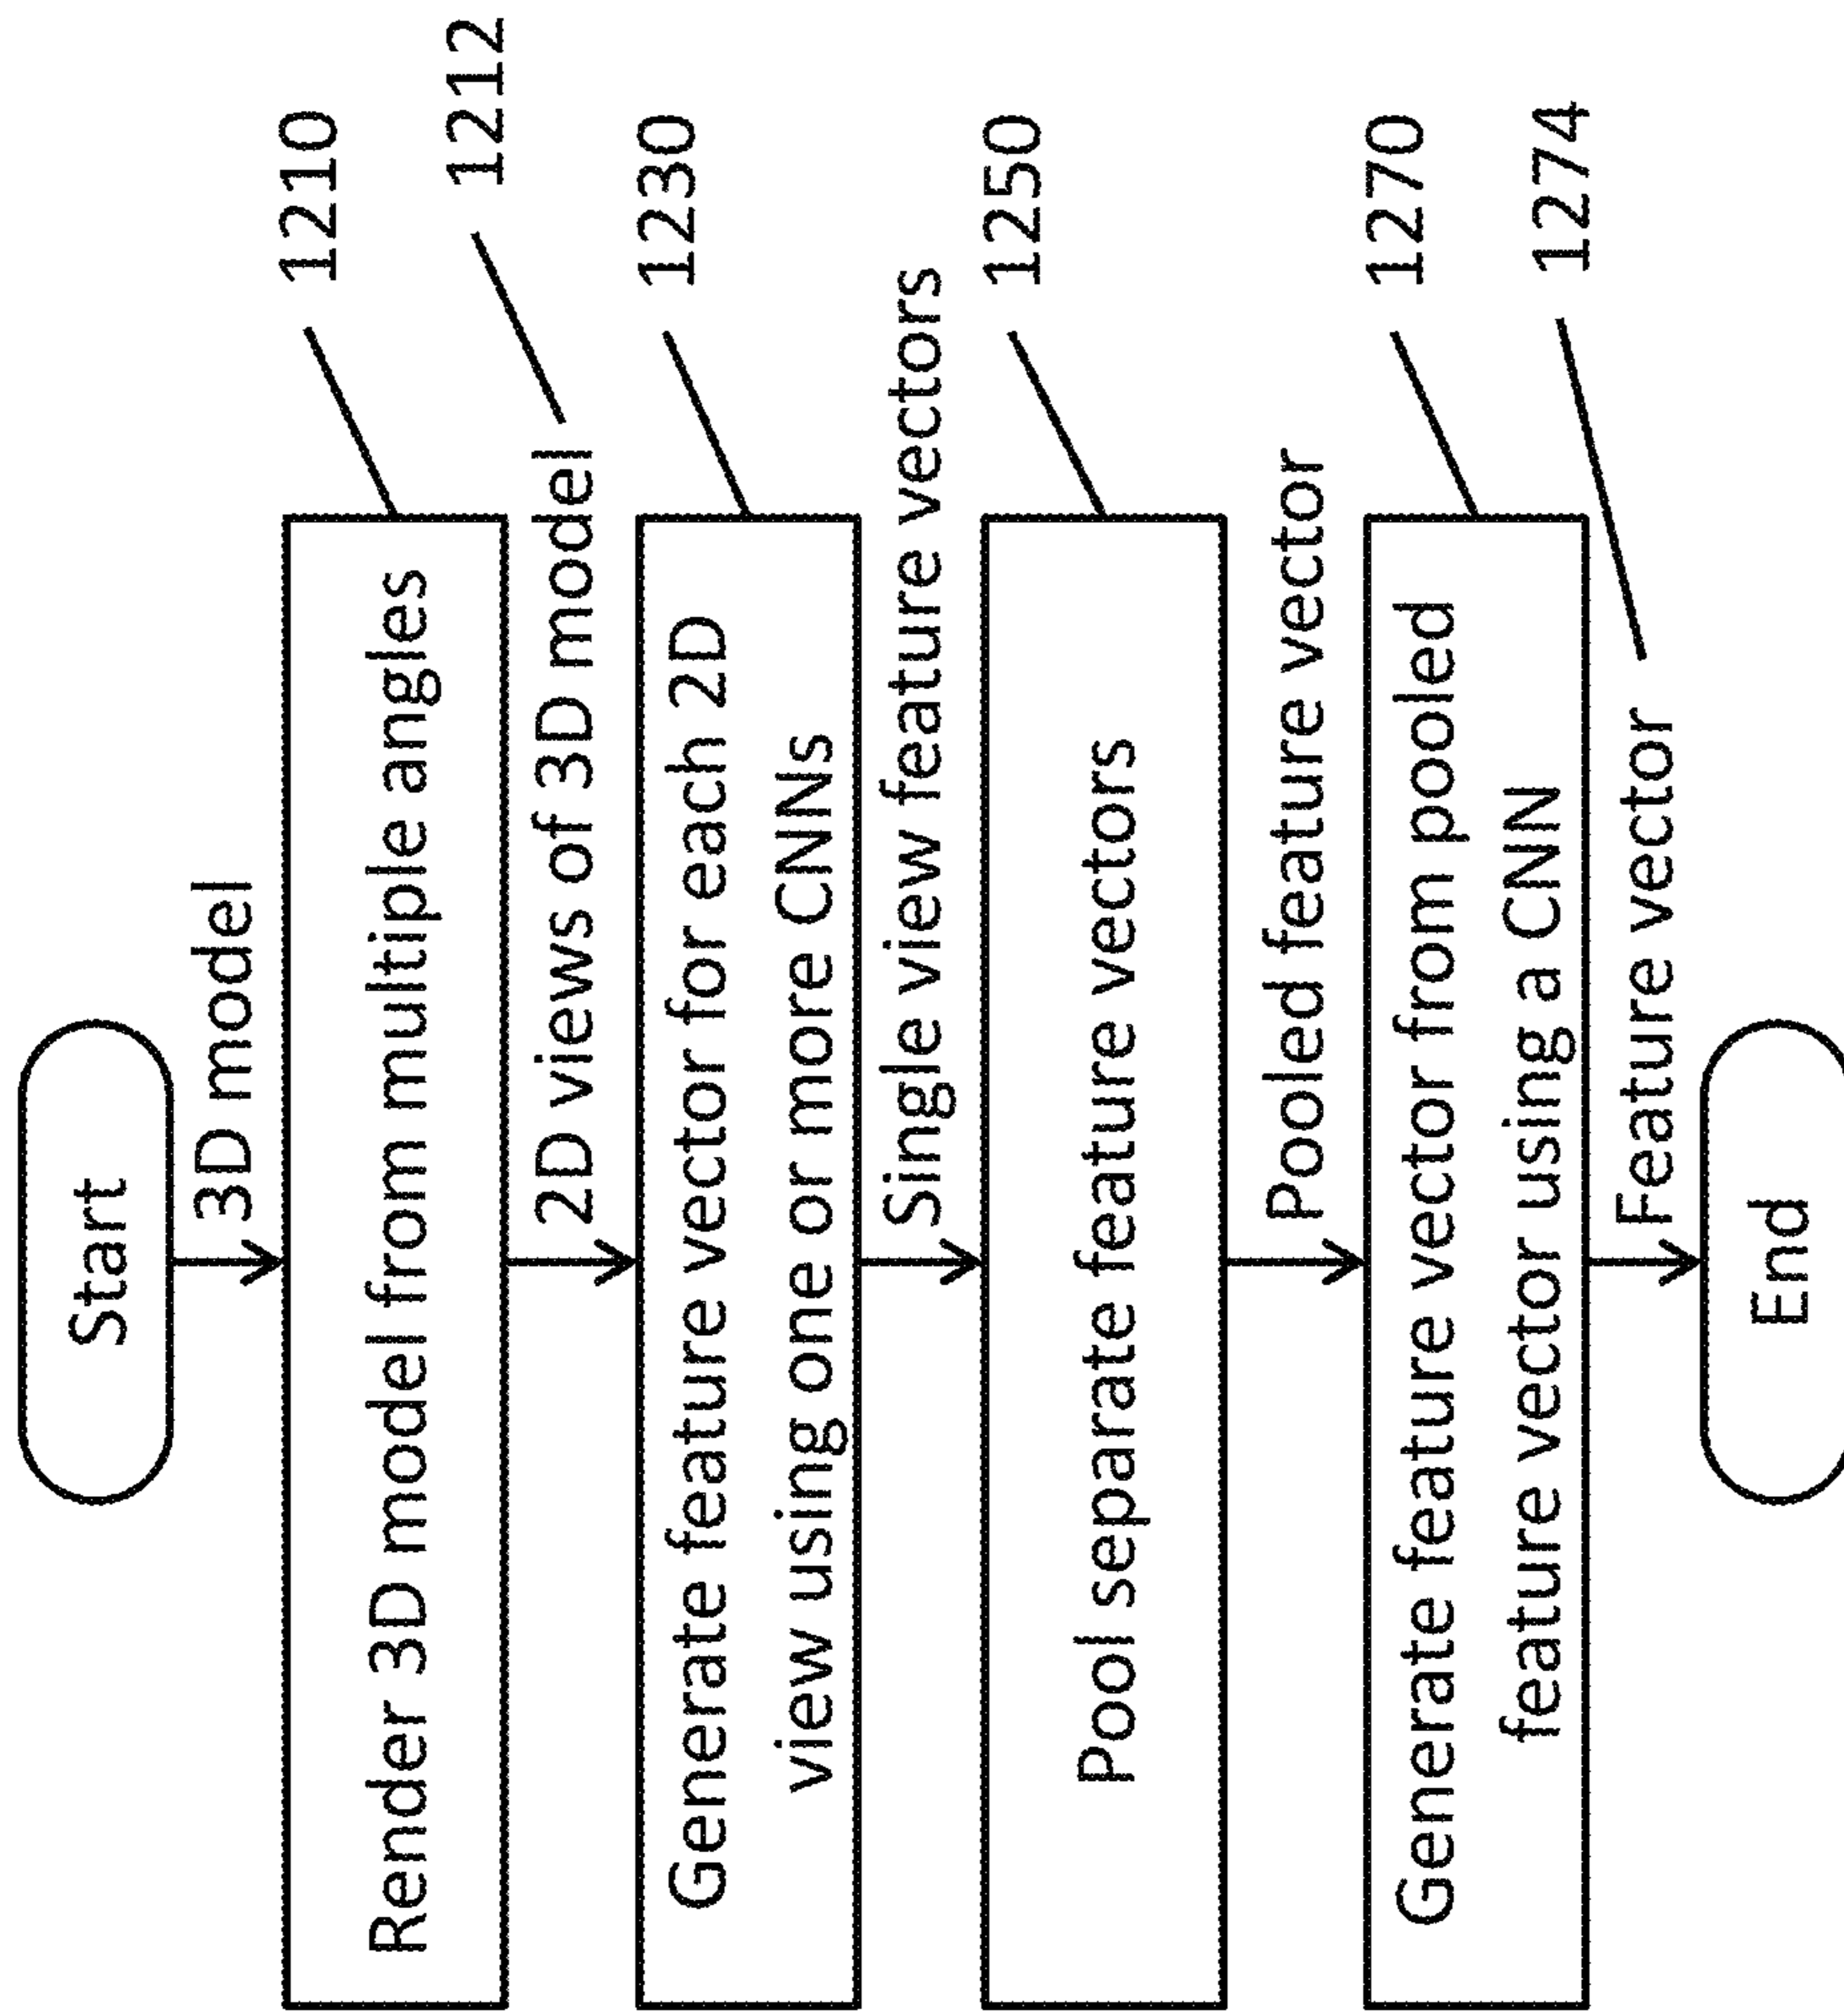 Start
3D model
1210
Render 3D model from multiple angles
1212
2D views of 3D model
1230
Generate feature vector for each 2D
view using one or more CNNs
Single view feature vectors
1250
Pool separate feature vectors
Pooled feature vector
1270
Generate feature vector from pooled
feature vector using a CNN
1274
Feature vector
End